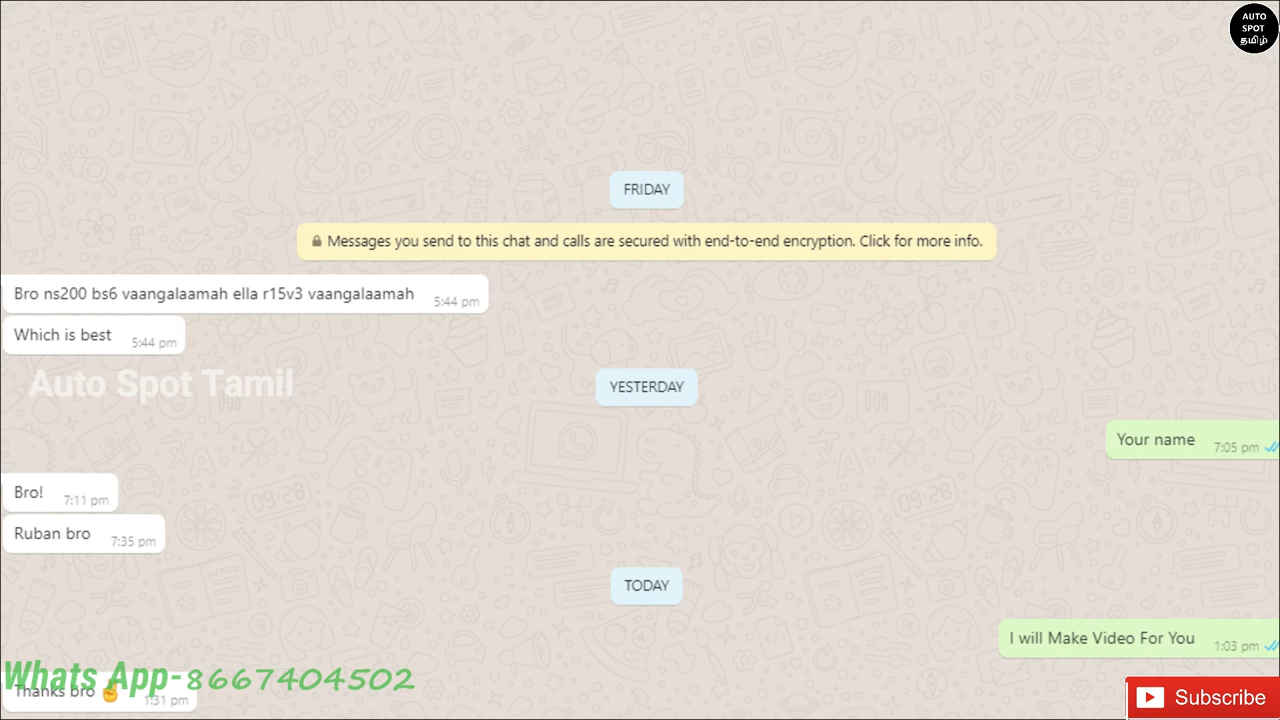 AUTO
SPOT
தமிழ்
FRIDAY
Messages you send to this chat and calls are secured with end-to-end encryption. Click for more info.
Bro ns200 bs6 vaangalaamah ella r15v3 vaangalaamah 5:44 pm
Which is best 5:44 pm
Auto Spot Tamil
YESTERDAY
Your name 7:05 pm
Bro! 7:11 pm
Ruban bro 7:35 pm
TODAY
I will Make Video For You 1:03 pm
Whats App-8667404502
Thanks bro ☝ 1:31 pm
Subscribe